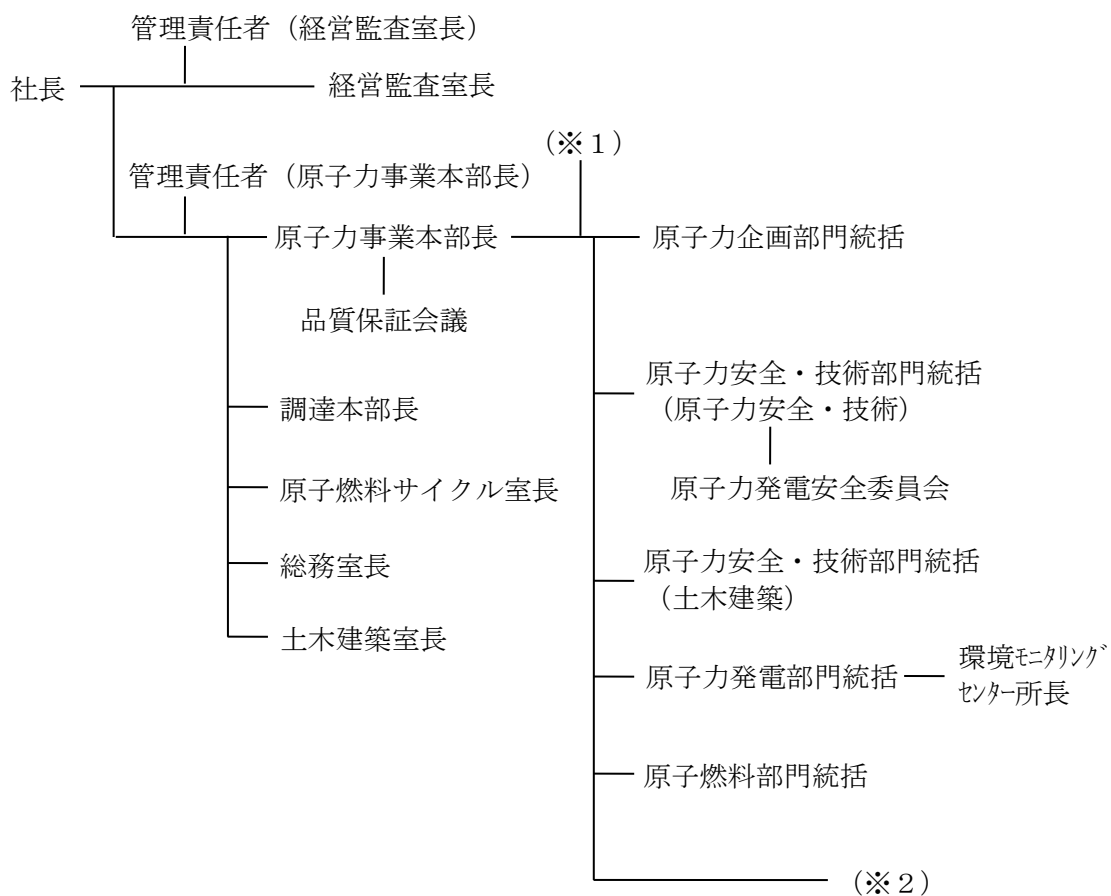 管理責任者（経営監査室長）
社長
経営監査室長
（※１）
管理責任者（原子力事業本部長）
原子力事業本部長
原子力企画部門統括
品質保証会議
原子力安全・技術部門統括
（原子力安全・技術）
調達本部長
原子力発電安全委員会
原子燃料サイクル室長
原子力安全・技術部門統括
（土木建築）
総務室長
土木建築室長
原子力発電部門統括
環境ﾓﾆﾀﾘﾝｸﾞ
ｾﾝﾀｰ所長
原子燃料部門統括
（※２）